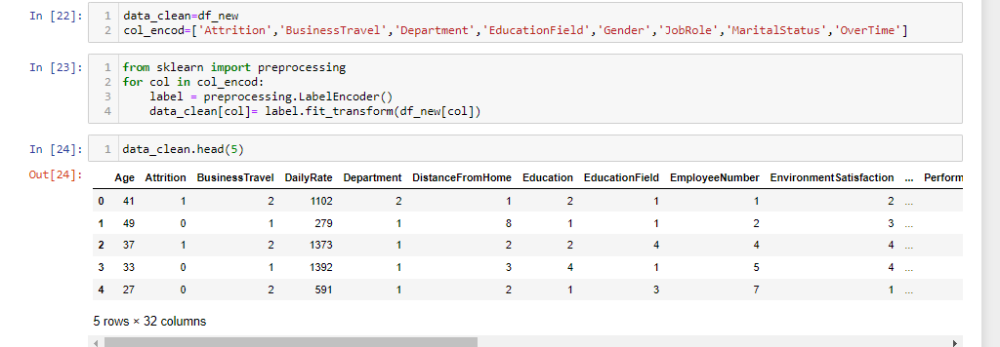 In [22]:
1 data_clean=df_new
2 col_encod=['Attrition','BusinessTravel','Department','EducationField','Gender','JobRole','MaritalStatus','OverTime']
In [23]:
1 from sklearn import preprocessing
2 for col in col_encod:
3     label = preprocessing.LabelEncoder()
4     data_clean[col]= label.fit_transform(df_new[col])
In [24]:
1 data_clean.head(5)
Out[24]:
Age Attrition BusinessTravel DailyRate Department DistanceFromHome Education EducationField EmployeeNumber EnvironmentSatisfaction ... Perform
0 41 1 2 1102 2 1 2 1 1 2 ...
1 49 0 1 279 1 8 1 1 2 3 ...
2 37 1 2 1373 1 2 2 4 4 4 ...
3 33 0 1 1392 1 3 4 1 5 4 ...
4 27 0 2 591 1 2 1 3 7 1 ...
5 rows × 32 columns